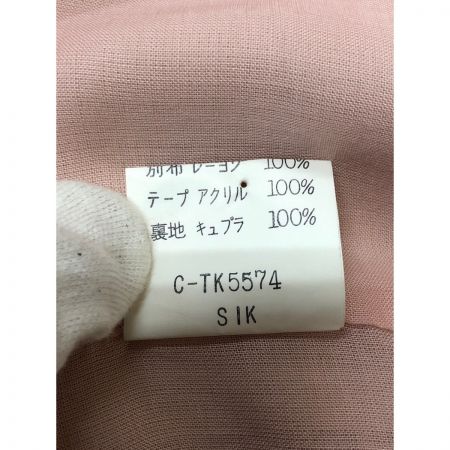 別布 レーヨン 100%
テープ アクリル 100%
裏地 キュプラ 100%
C-TK5574
SIK